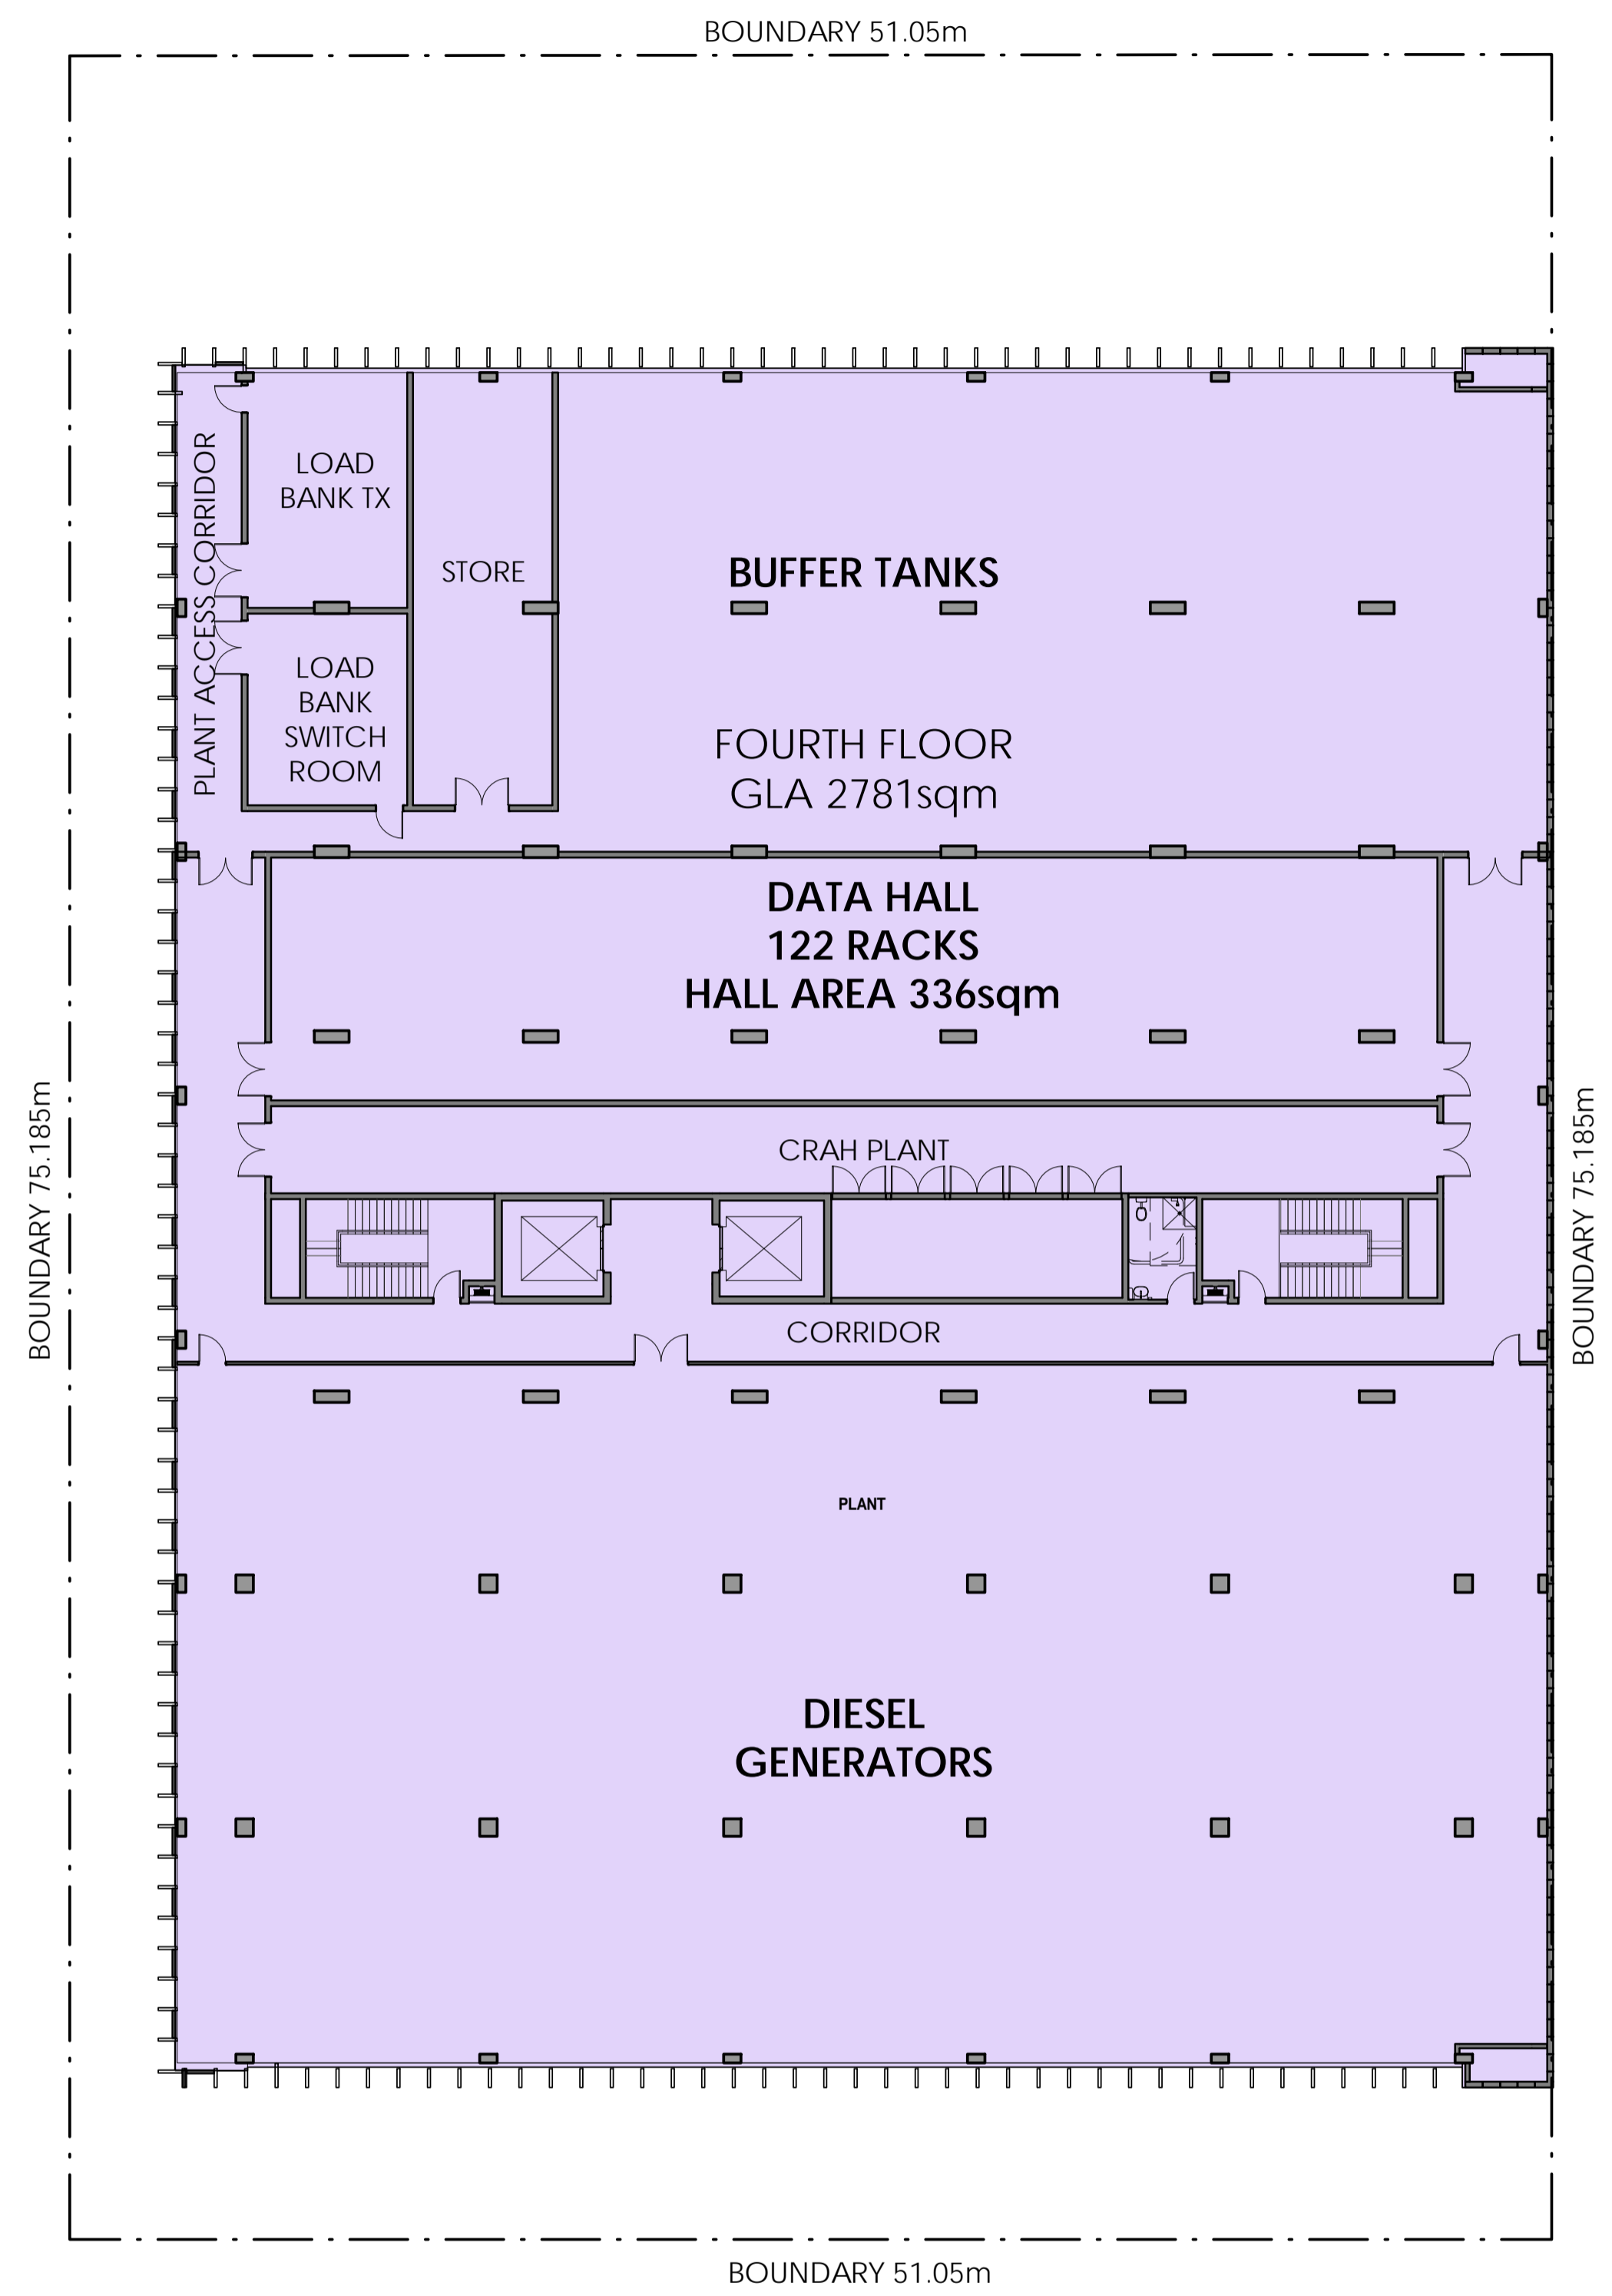 BOUNDARY 51.05m
PLANT ACCESS CORRIDOR
LOAD
BANK TX
STORE
BUFFER TANKS
LOAD
BANK
SWITCH
ROOM
FOURTH FLOOR
GLA 2781sqm
DATA HALL
122 RACKS
HALL AREA 336sqm
BOUNDARY 75.185m
BOUNDARY 75.185m
CRAH PLANT
CORRIDOR
PLANT
DIESEL
GENERATORS
BOUNDARY 51.05m